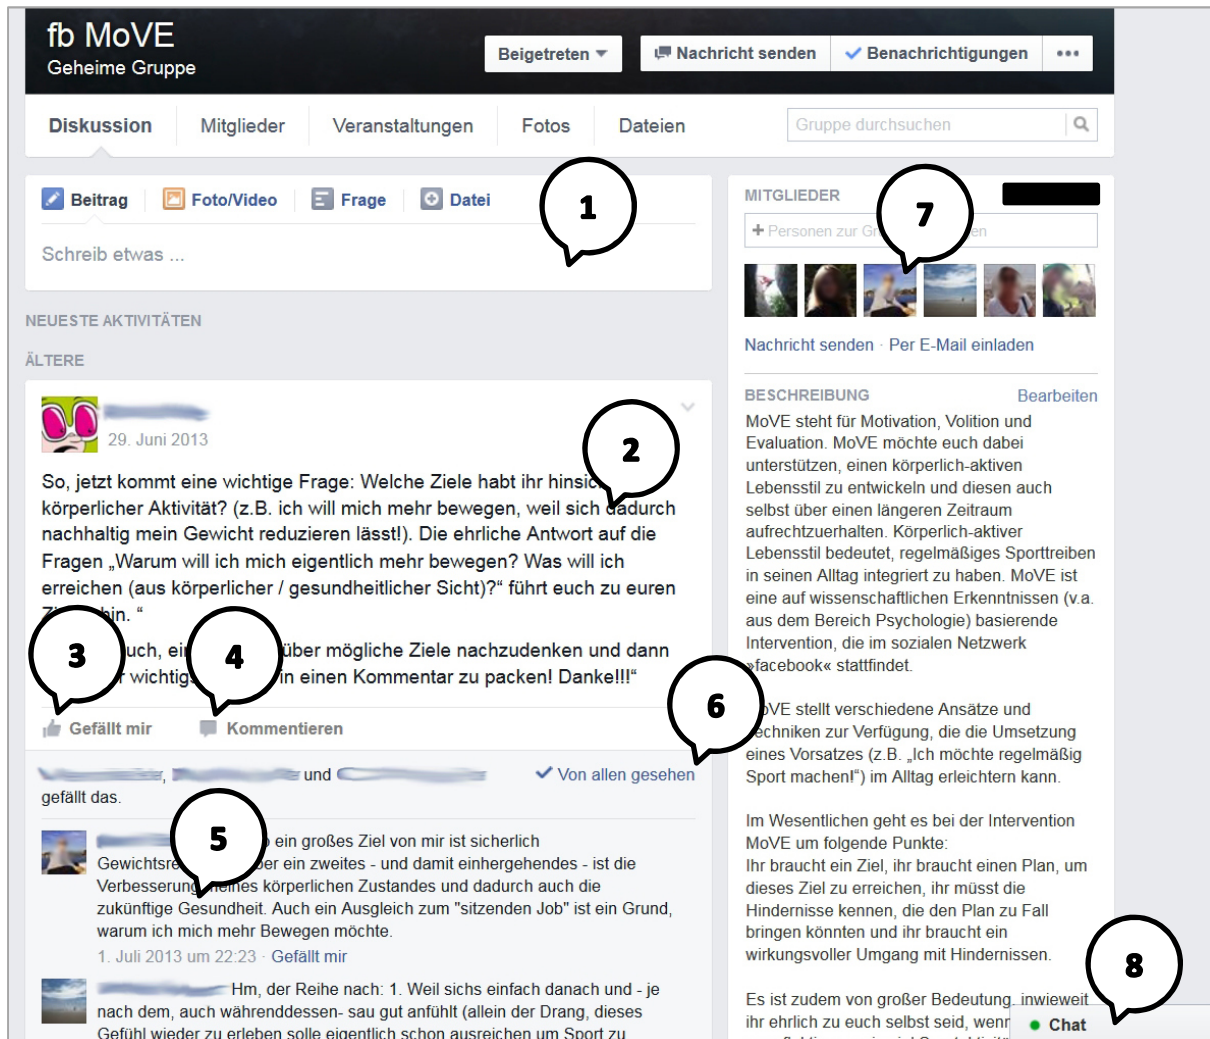 fb MoVE
Geheime Gruppe
Beigetreten
Nachricht senden
Benachrichtigungen
Diskussion
Mitglieder
Veranstaltungen
Fotos
Dateien
Gruppe durchsuchen
Beitrag
Foto/Video
Frage
Datei
1
Schreib etwas ...
NEUESTE AKTIVITÄTEN
ÄLTERE
29. Juni 2013
2
So, jetzt kommt eine wichtige Frage: Welche Ziele habt ihr
körperlicher Aktivität? (z.B. ich will mich mehr bewegen, weil sich dadurch
nachhaltig mein Gewicht reduzieren lässt!). Die ehrliche Antwort auf die
Fragen „Warum will ich mich eigentlich mehr bewegen? Was will ich
erreichen (aus körperlicher / gesundheitlicher Sicht)?“ führt euch zu euren
hin. “
3
4
über mögliche Ziele nachzudenken und dann
in einen Kommentar zu packen! Danke!!!“
6
Gefällt mir
Kommentieren
, und
Von allen gesehen
gefällt das.
5
ein großes Ziel von mir ist sicherlich
ein zweites - und damit einhergehendes - ist die
Verbesserung meines körperlichen Zustandes und dadurch auch die
zukünftige Gesundheit. Auch ein Ausgleich zum "sitzenden Job" ist ein Grund,
warum ich mich mehr Bewegen möchte.
1. Juli 2013 um 22:23 · Gefällt mir
Hm, der Reihe nach: 1. Weil sichs einfach danach und - je
nach dem, auch währenddessen- sau gut anfühlt (allein der Drang, dieses
Gefühl wieder zu erleben solle eigentlich schon ausreichen um Sport zu
MITGLIEDER
7
+ Personen zur
Nachricht senden · Per E-Mail einladen
BESCHREIBUNG
Bearbeiten
MoVE steht für Motivation, Volition und
Evaluation. MoVE möchte euch dabei
unterstützen, einen körperlich-aktiven
Lebensstil zu entwickeln und diesen auch
selbst über einen längeren Zeitraum
aufrechtzuerhalten. Körperlich-aktiver
Lebensstil bedeutet, regelmäßiges Sporttreiben
in seinen Alltag integriert zu haben. MoVE ist
eine auf wissenschaftlichen Erkenntnissen (v.a.
aus dem Bereich Psychologie) basierende
Intervention, die im sozialen Netzwerk
»facebook« stattfindet.
MoVE stellt verschiedene Ansätze und
Techniken zur Verfügung, die die Umsetzung
eines Vorsatzes (z.B. „Ich möchte regelmäßig
Sport machen!“) im Alltag erleichtern kann.
Im Wesentlichen geht es bei der Intervention
MoVE um folgende Punkte:
Ihr braucht ein Ziel, ihr braucht einen Plan, um
dieses Ziel zu erreichen, ihr müsst die
Hindernisse kennen, die den Plan zu Fall
bringen könnten und ihr braucht ein
wirkungsvoller Umgang mit Hindernissen.
8
Es ist zudem von großer Bedeutung, inwieweit
ihr ehrlich zu euch selbst seid, wenn
Chat